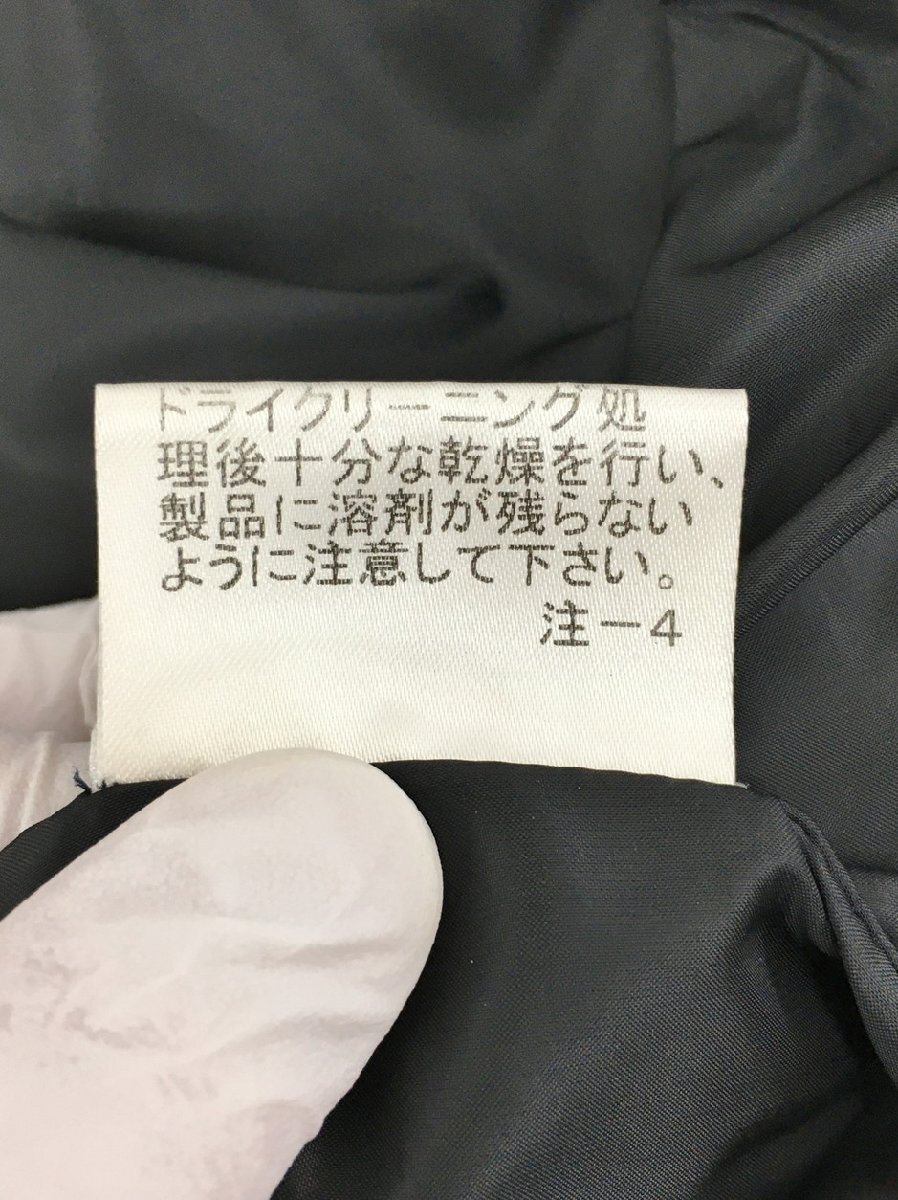 ドライクリーニング処
理後十分な乾燥を行い、
製品に溶剤が残らない
ように注意して下さい。
注ー4